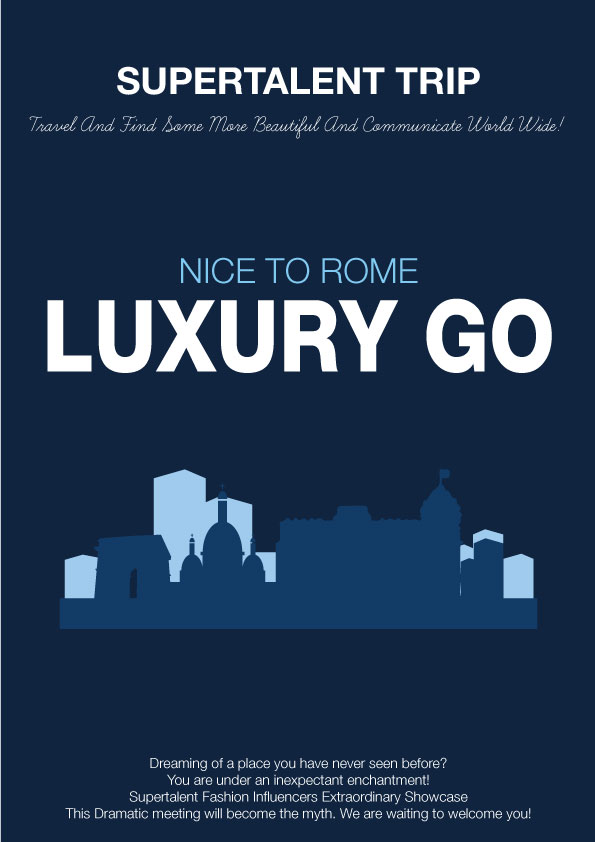 SUPERTALENT TRIP
Travel And Find Some More Beautiful And Communicate World Wide!
NICE TO ROME
LUXURY GO
Dreaming of a place you have never seen before?
You are under an inexpectant enchantment!
Supertalent Fashion Influencers Extraordinary Showcase
This Dramatic meeting will become the myth. We are waiting to welcome you!